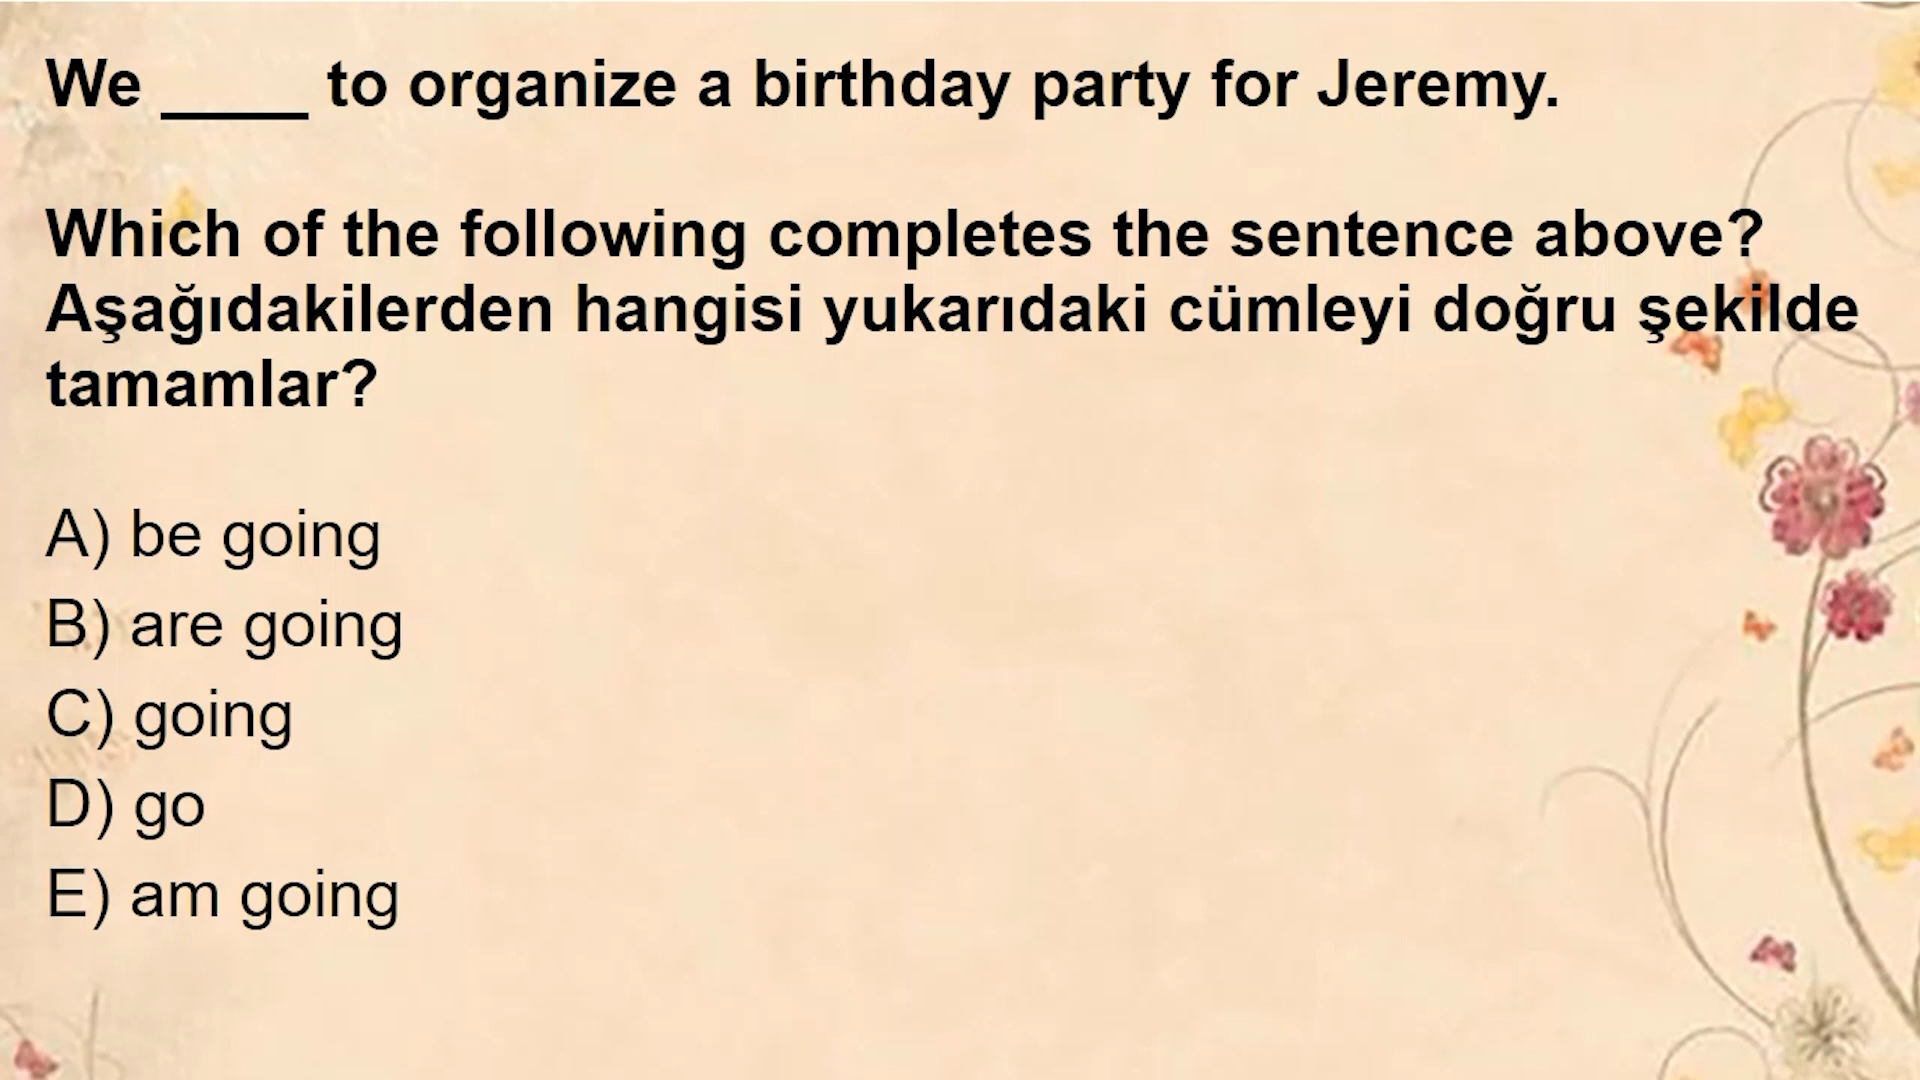 We ____ to organize a birthday party for Jeremy.
Which of the following completes the sentence above?
Aşağıdakilerden hangisi yukarıdaki cümleyi doğru şekilde
tamamlar?
A) be going
B) are going
C) going
D) go
E) am going